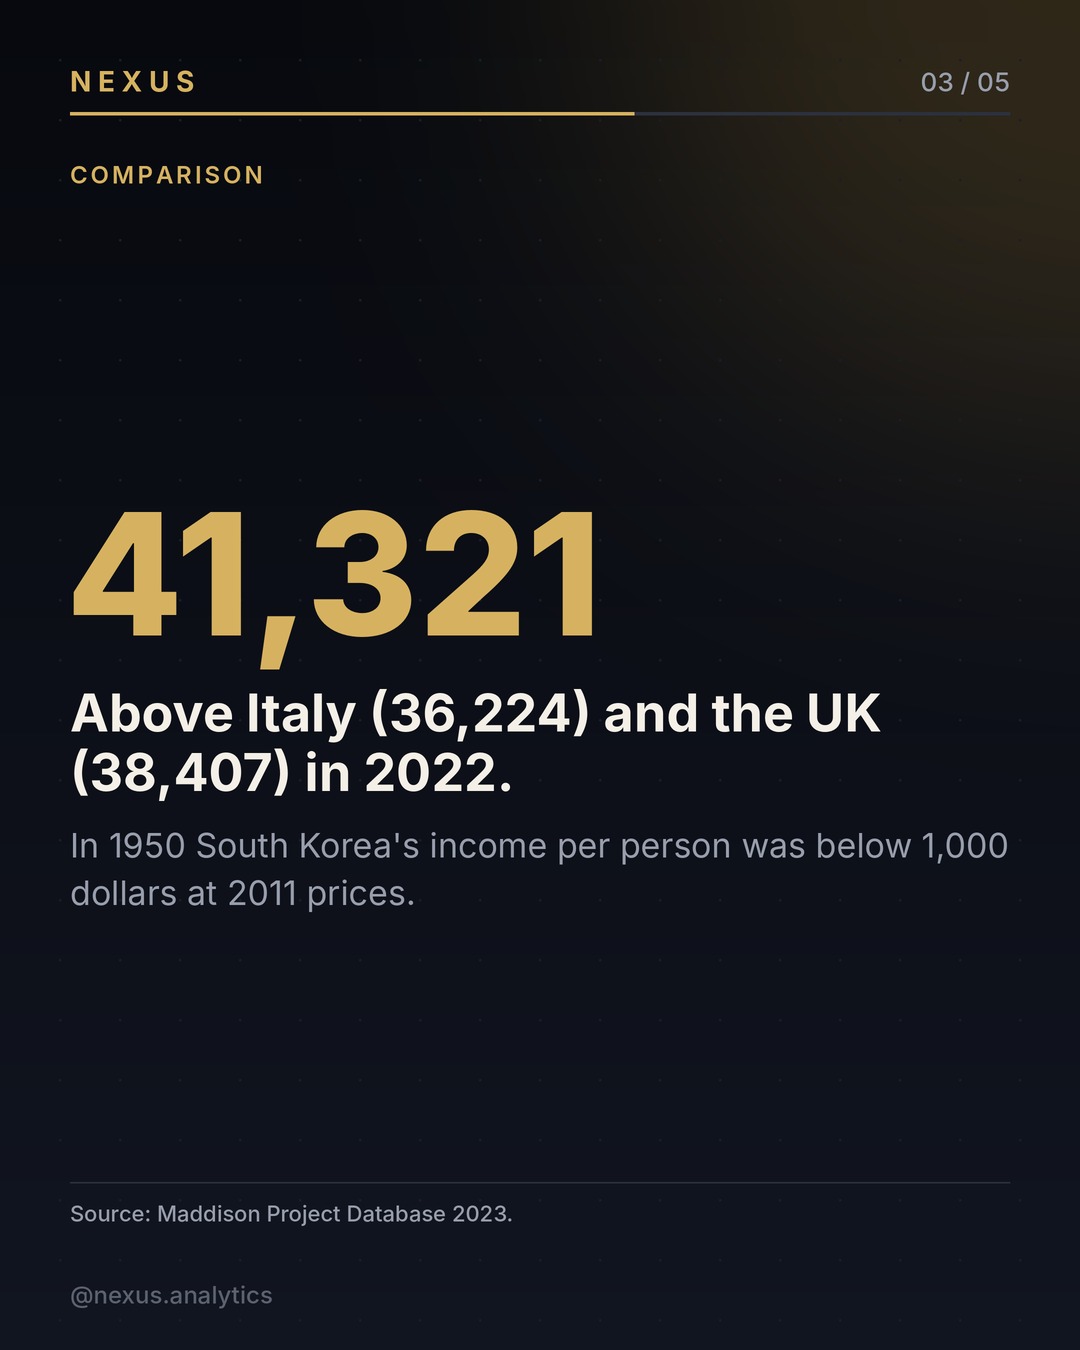 NEXUS
03 / 05
COMPARISON
41,321
Above Italy (36,224) and the UK
(38,407) in 2022.
In 1950 South Korea's income per person was below 1,000
dollars at 2011 prices.
Source: Maddison Project Database 2023.
@nexus.analytics